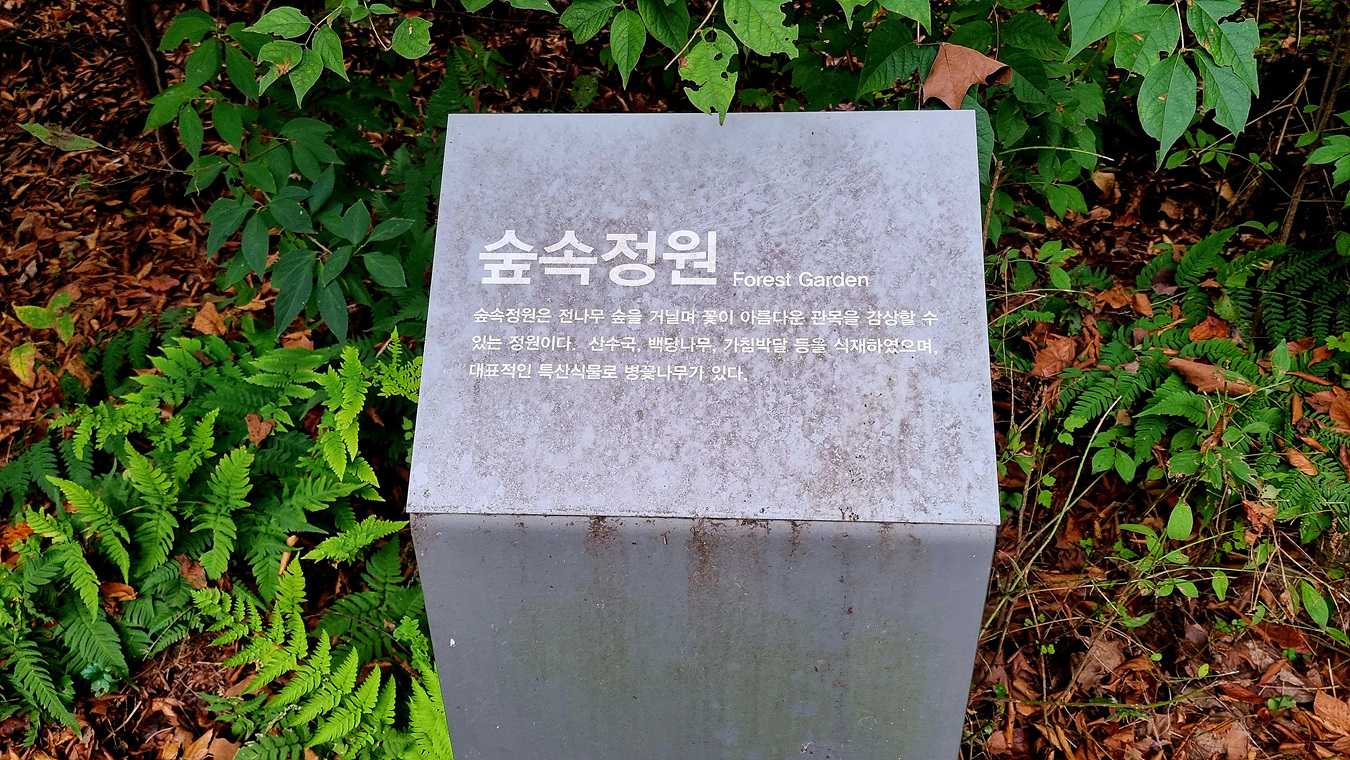 숲속정원 Forest Garden
숲속정원은 전나무 숲을 거닐며 꽃이 아름다운 관목을 감상할 수
있는 정원이다. 산수국, 백당나무, 가침박달 등을 식재하였으며,
대표적인 특산식물로 병꽃나무가 있다.